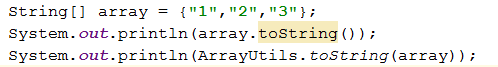 String[] array = {"1","2","3"};
System.out.println(array.toString());
System.out.println(ArrayUtils.toString(array));